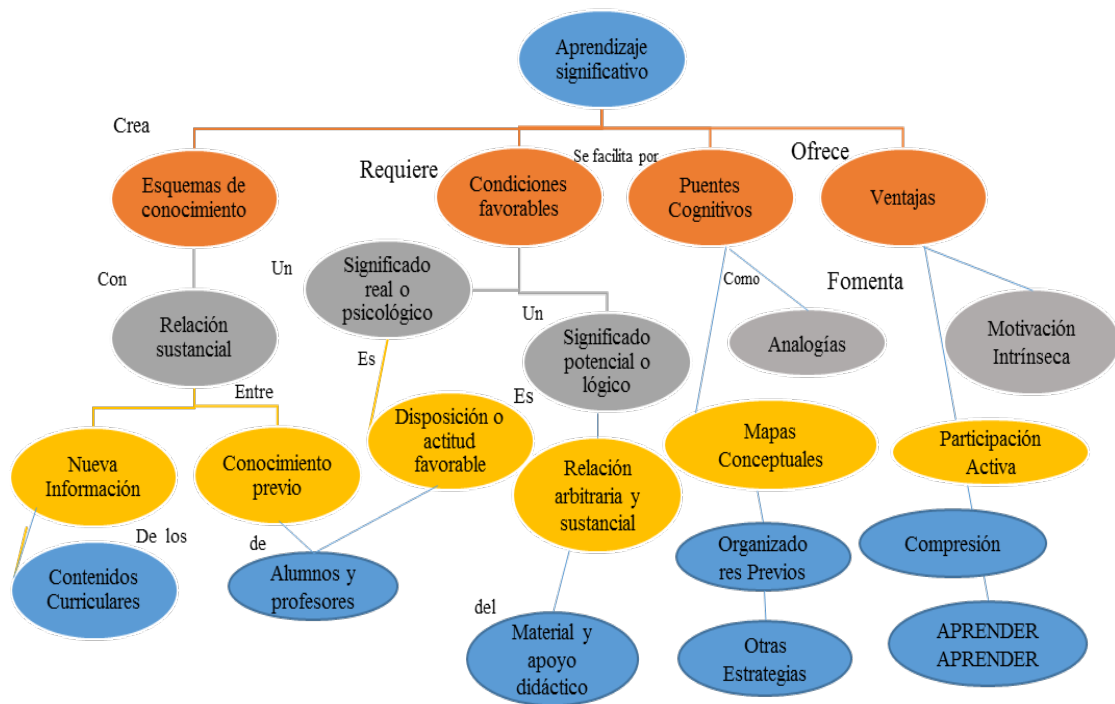 Aprendizaje
significativo
Crea
Requiere
Se facilita por
Ofrece
Esquemas de
conocimiento
Condiciones
favorables
Puentes
Cognitivos
Ventajas
Con
Un
Significado
real o
psicológico
Como
Fomenta
Relación
sustancial
Un
Significado
potencial o
lógico
Analogías
Motivación
Intrínseca
Es
Entre
Disposición o
actitud
favorable
Es
Nueva
Información
Conocimiento
previo
Relación
arbitraria y
sustancial
Mapas
Conceptuales
Participación
Activa
De los
de
Contenidos
Curriculares
Alumnos y
profesores
Organizado
res Previos
Compresión
del
Material y
apoyo
didáctico
Otras
Estrategias
APRENDER
APRENDER